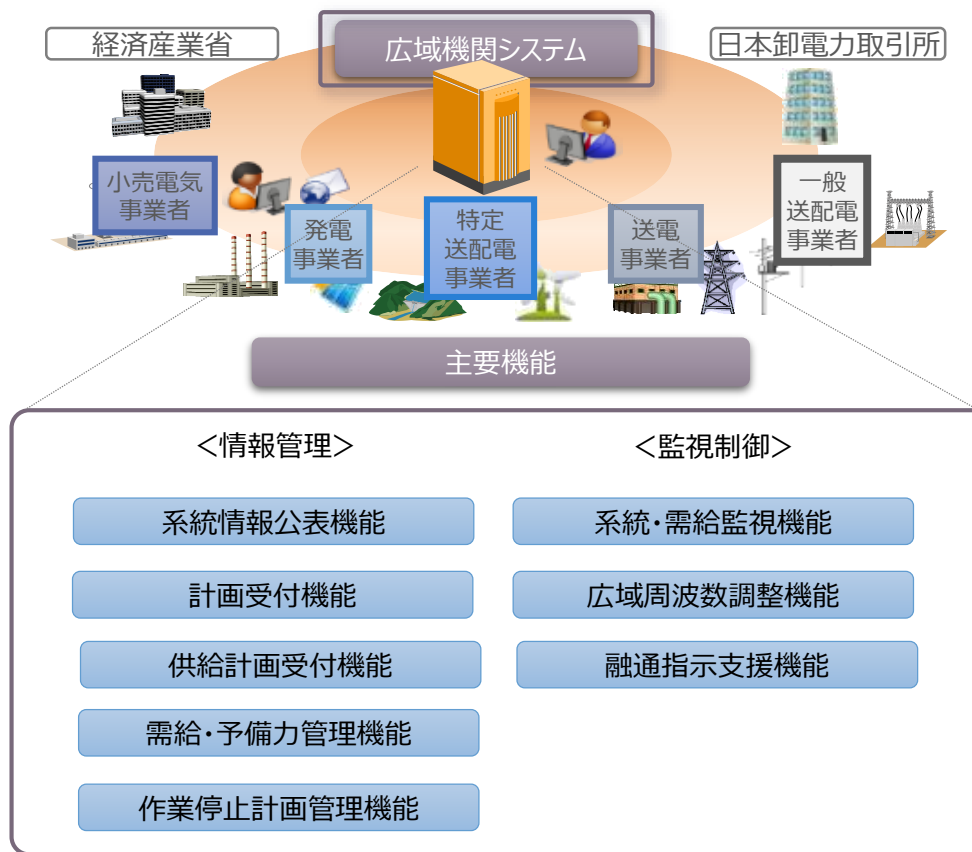 経済産業省
広域機関システム
日本卸電力取引所
小売電気
事業者
発電
事業者
特定
送配電
事業者
送電
事業者
一般
送配電
事業者
主要機能
＜情報管理＞
系統情報公表機能
計画受付機能
供給計画受付機能
需給・予備力管理機能
作業停止計画管理機能
＜監視制御＞
系統・需給監視機能
広域周波数調整機能
融通指示支援機能